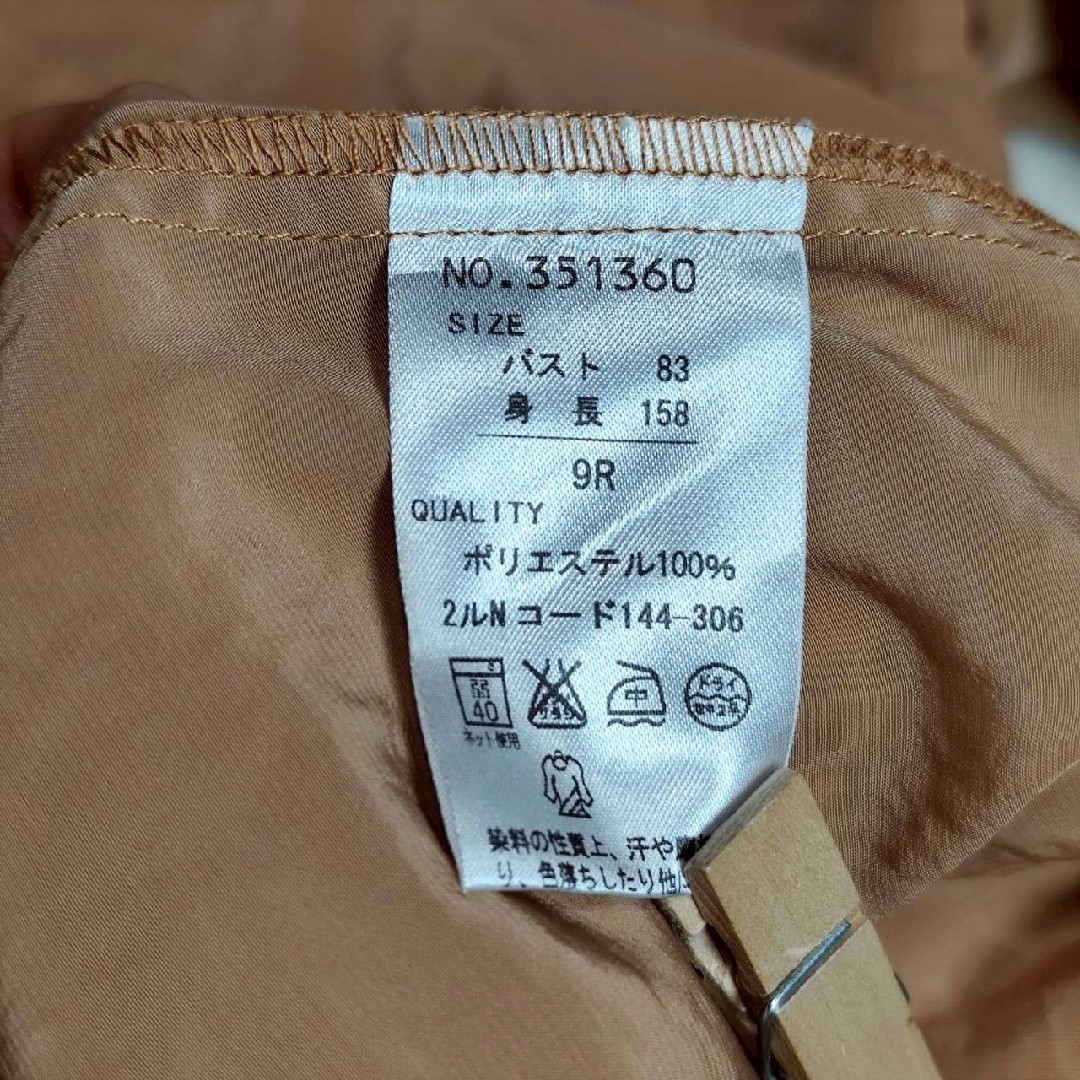 NO.351360
SIZE
バスト 83
身 長 158
9R
QUALITY
ポリエステル100%
2ルN コード144-306
弱
40
中
ドライ
ネット使用
染料の性質上、汗や
り、色落ちしたり他